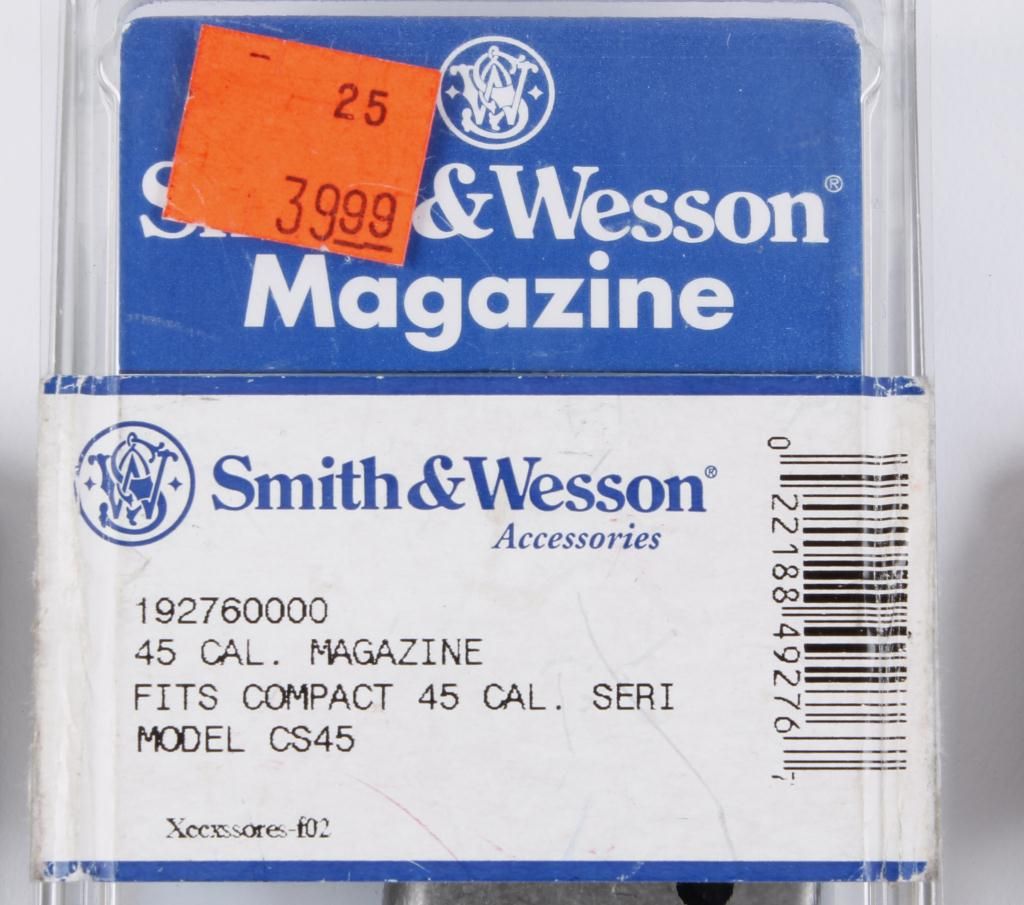 -
25
3999
S &Wesson®
Magazine
Smith&Wesson®
Accessories
192760000
45 CAL. MAGAZINE
FITS COMPACT 45 CAL. SERI
MODEL CS45
Xccxssores-f02
0 22188 49276 7